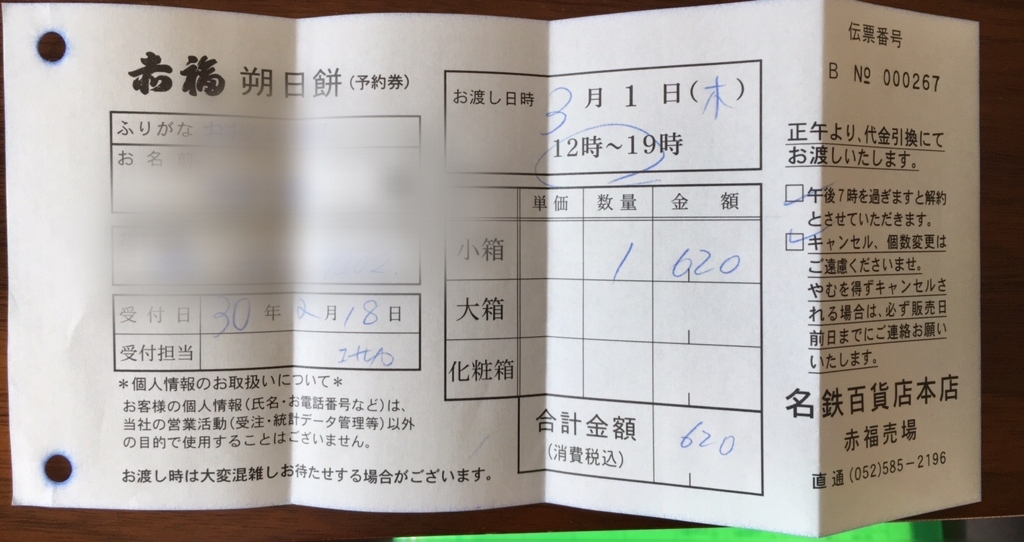 赤福 朔日餅(予約券)
ふりがな
お名前
受付日 30年2月18日
受付担当
*個人情報のお取扱いについて*
お客様の個人情報(氏名・お電話番号など)は、
当社の営業活動(受注・統計データ管理等)以外
の目的で使用することはございません。
お渡し時は大変混雑しお待たせする場合がございます。
お渡し日時 3月1日(木)
12時～19時
単価 数量 金額
小箱 1 620
大箱
化粧箱
合計金額 620
(消費税込)
伝票番号
B № 000267
正午より、代金引換にて
お渡しいたします。
□午後7時を過ぎますと解約
とさせていただきます。
□キャンセル、個数変更は
ご遠慮くださいませ。
やむを得ずキャンセルさ
れる場合は、必ず販売日
前日までにご連絡お願い
いたします。
名鉄百貨店本店
赤福売場
直通(052)585-2196